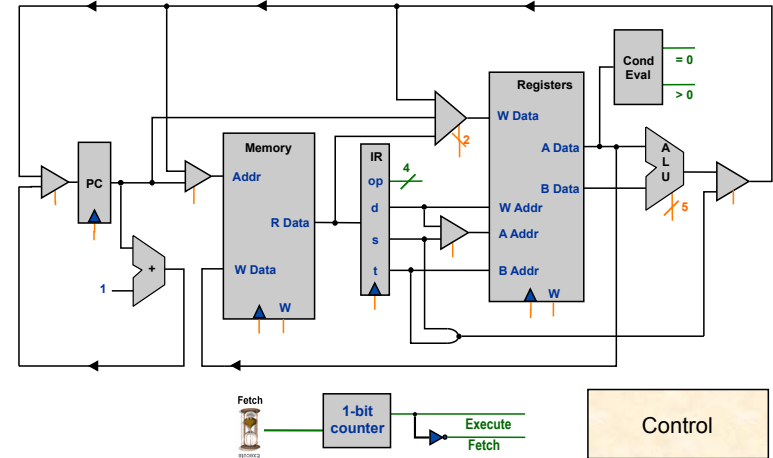 Cond
Eval
= 0
> 0
Registers
W Data
2
A Data
B Data
A
L
U
5
W Addr
A Addr
B Addr
W
Memory
Addr
R Data
W Data
W
IR
op
4
d
s
t
PC
+
1
Fetch
1-bit
counter
Execute
Fetch
Control